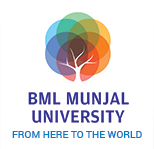 BML MUNJAL
UNIVERSITY
FROM HERE TO THE WORLD